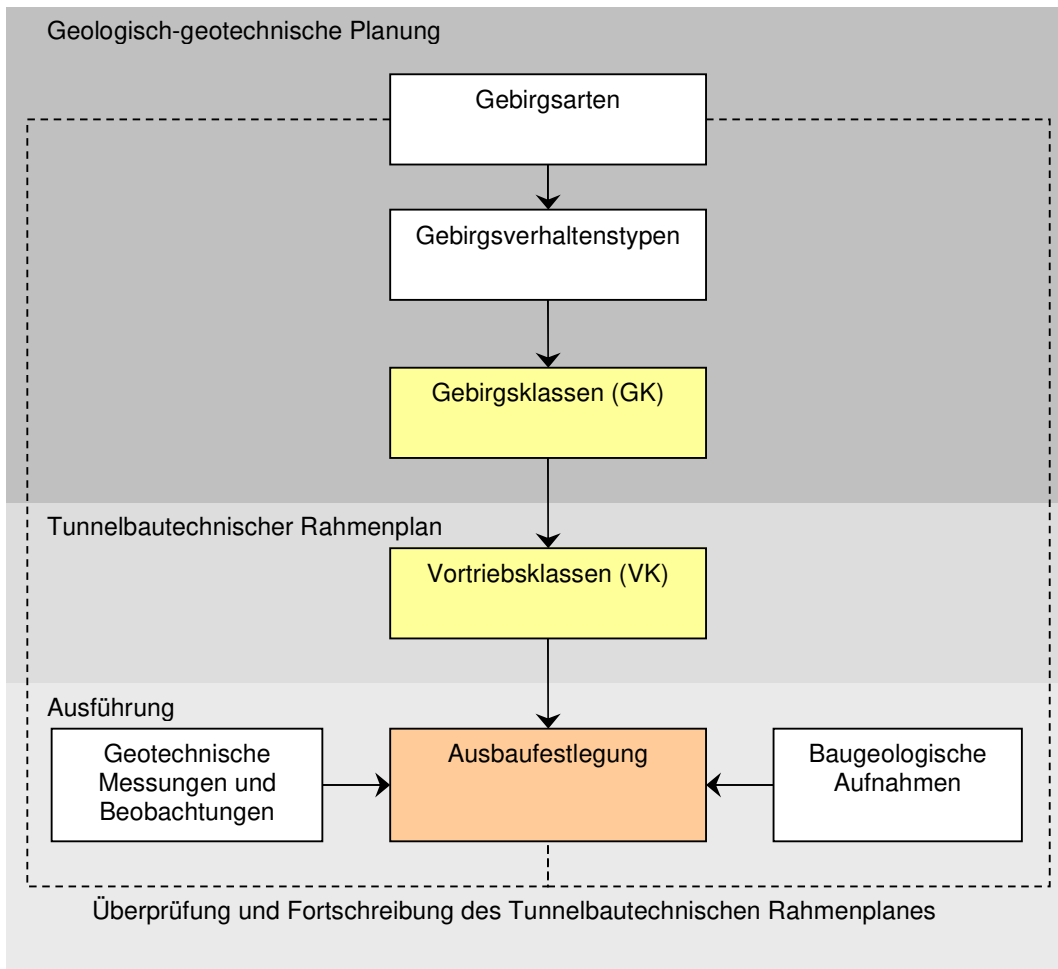 Geologisch-geotechnische Planung
Gebirgsarten
Gebirgsverhaltenstypen
Gebirgsklassen (GK)
Tunnelbautechnischer Rahmenplan
Vortriebsklassen (VK)
Ausführung
Geotechnische
Messungen und
Beobachtungen
Ausbaufestlegung
Baugeologische
Aufnahmen
Überprüfung und Fortschreibung des Tunnelbautechnischen Rahmenplanes